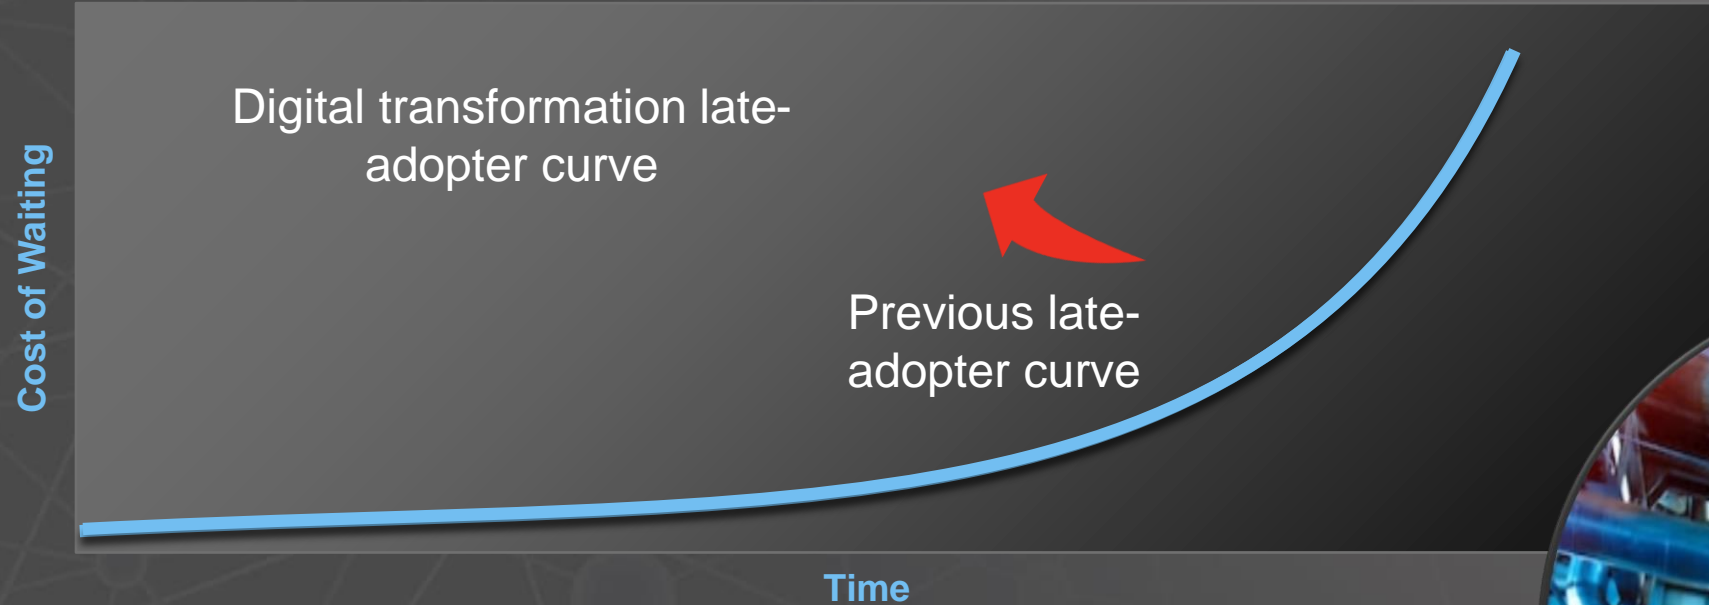 Digital transformation late-
adopter curve
Cost of Waiting
Previous late-
adopter curve
Time